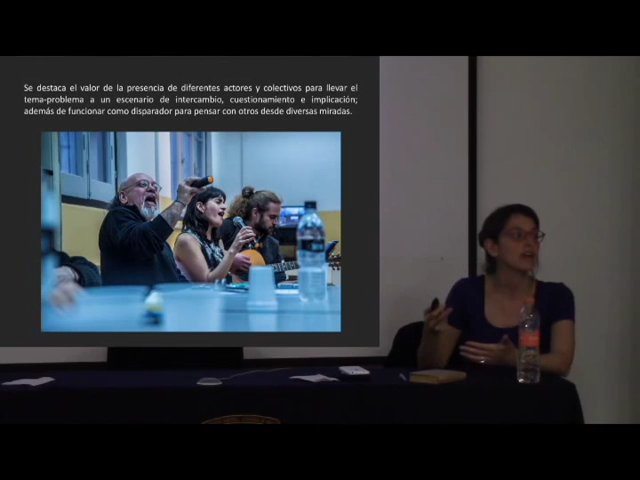 Se destaca el valor de la presencia de diferentes actores y colectivos para llevar el
tema-problema a un escenario de intercambio, cuestionamiento e implicación;
además de funcionar como disparador para pensar con otros desde diversas miradas.